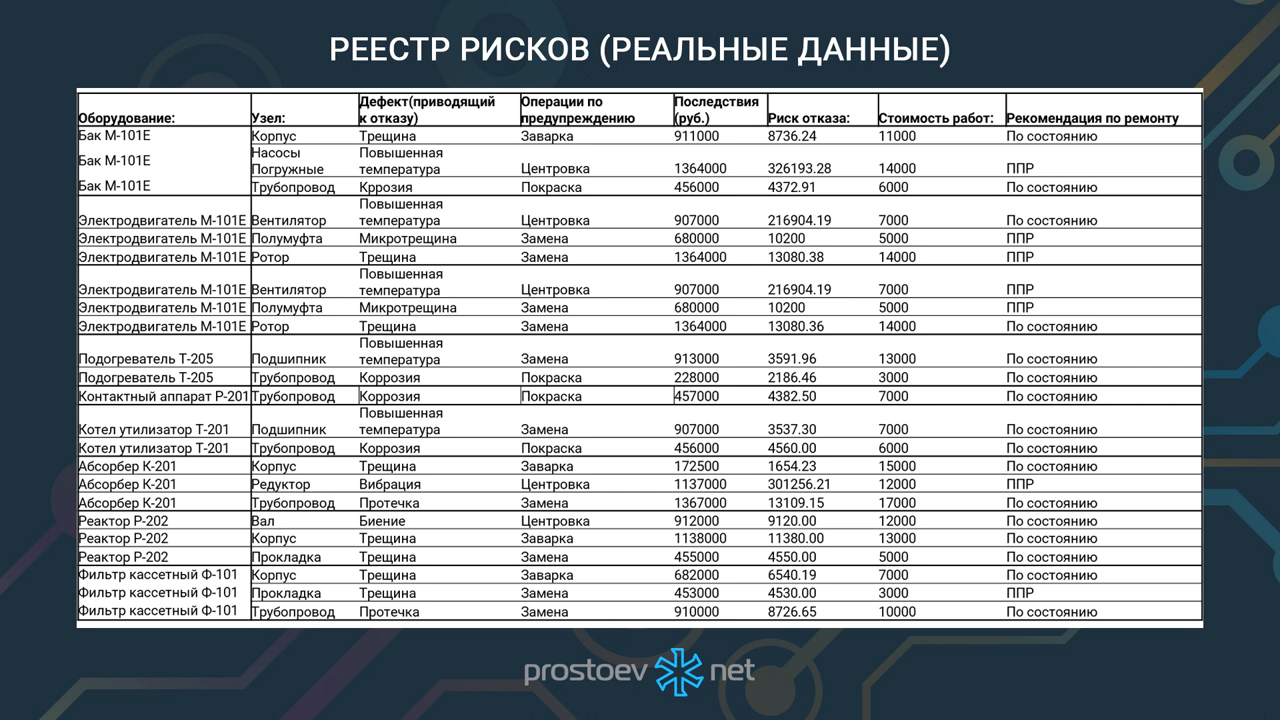 РЕЕСТР РИСКОВ (РЕАЛЬНЫЕ ДАННЫЕ)
Оборудование: Узел: Дефект(приводящий к отказу) Операции по предупреждению Последствия (руб.) Риск отказа: Стоимость работ: Рекомендация по ремонту
Бак М-101Е Корпус Трещина Заварка 911000 8736.24 11000 По состоянию
Бак М-101Е Насосы Погружные Повышенная температура Центровка 1364000 326193.28 14000 ППР
Бак М-101Е Трубопровод Кррозия Покраска 456000 4372.91 6000 По состоянию
Электродвигатель М-101Е Вентилятор Повышенная температура Центровка 907000 216904.19 7000 По состоянию
Электродвигатель М-101Е Полумуфта Микротрещина Замена 680000 10200 5000 ППР
Электродвигатель М-101Е Ротор Трещина Замена 1364000 13080.38 14000 ППР
Электродвигатель М-101Е Вентилятор Повышенная температура Центровка 907000 216904.19 7000 ППР
Электродвигатель М-101Е Полумуфта Микротрещина Замена 680000 10200 5000 ППР
Электродвигатель М-101Е Ротор Трещина Замена 1364000 13080.36 14000 По состоянию
Подогреватель Т-205 Подшипник Повышенная температура Замена 913000 3591.96 13000 По состоянию
Подогреватель Т-205 Трубопровод Коррозия Покраска 228000 2186.46 3000 По состоянию
Контактный аппарат Р-201 Трубопровод Коррозия Покраска 457000 4382.50 7000 По состоянию
Котел утилизатор Т-201 Подшипник Повышенная температура Замена 907000 3537.30 7000 По состоянию
Котел утилизатор Т-201 Трубопровод Коррозия Покраска 456000 4560.00 6000 По состоянию
Абсорбер К-201 Корпус Трещина Заварка 172500 1654.23 15000 По состоянию
Абсорбер К-201 Редуктор Вибрация Центровка 1137000 301256.21 12000 ППР
Абсорбер К-201 Трубопровод Протечка Замена 1367000 13109.15 17000 По состоянию
Реактор Р-202 Вал Биение Центровка 912000 9120.00 12000 По состоянию
Реактор Р-202 Корпус Трещина Заварка 1138000 11380.00 13000 По состоянию
Реактор Р-202 Прокладка Трещина Замена 455000 4550.00 5000 По состоянию
Фильтр кассетный Ф-101 Корпус Трещина Заварка 682000 6540.19 7000 По состоянию
Фильтр кассетный Ф-101 Прокладка Трещина Замена 453000 4530.00 3000 ППР
Фильтр кассетный Ф-101 Трубопровод Протечка Замена 910000 8726.65 10000 По состоянию
prostoev net